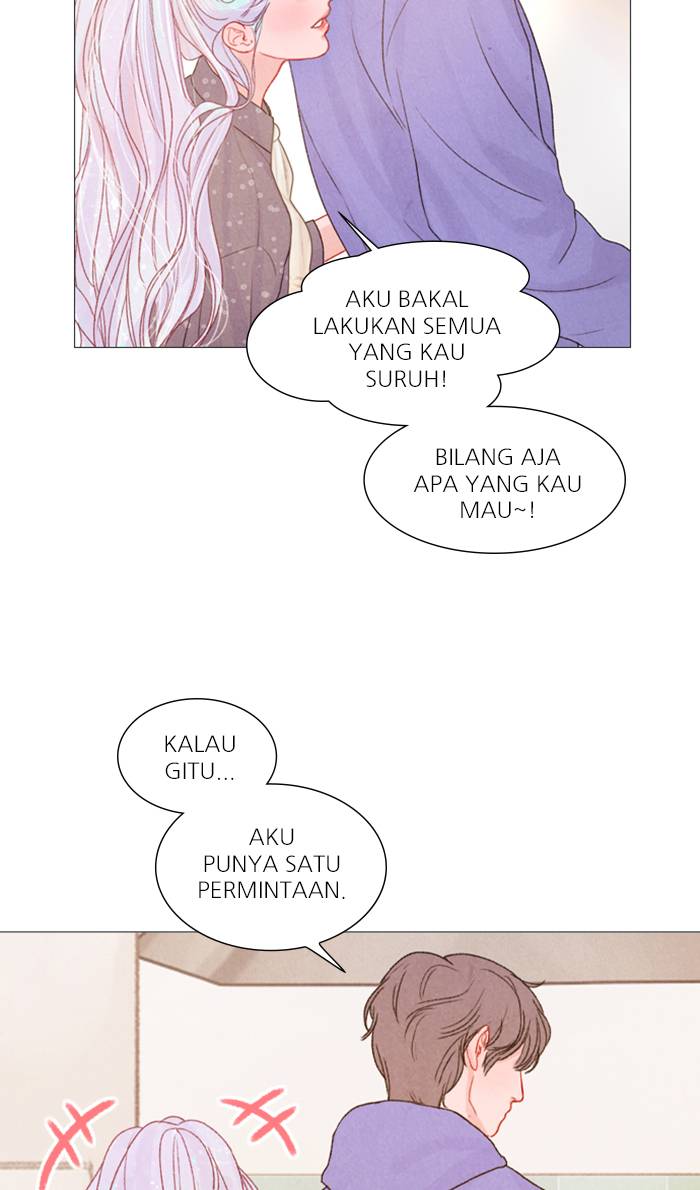 AKU BAKAL
LAKUKAN SEMUA
YANG KAU
SURUH!
BILANG AJA
APA YANG KAU
MAU~!
KALAU
GITU...
AKU
PUNYA SATU
PERMINTAAN.